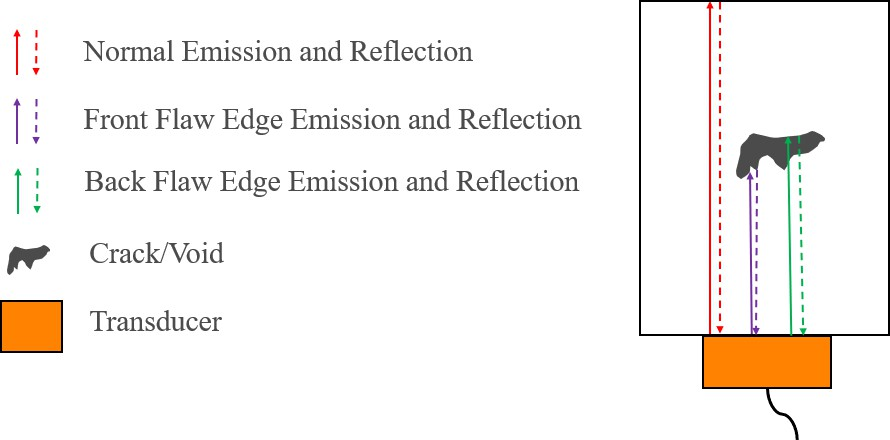 Normal Emission and Reflection
Front Flaw Edge Emission and Reflection
Back Flaw Edge Emission and Reflection
Crack/Void
Transducer